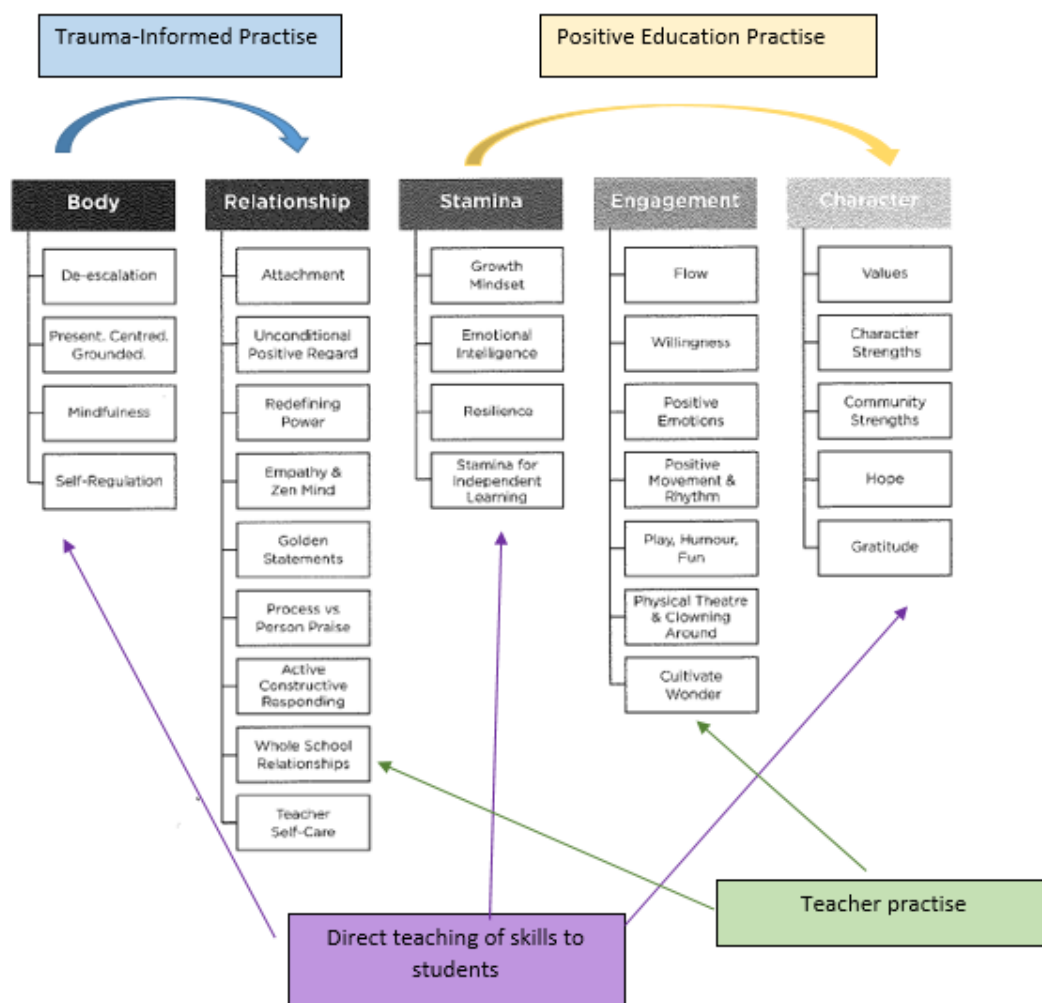 Trauma-Informed Practise
Positive Education Practise
Body
De-escalation
Present. Centred.
Grounded.
Mindfulness
Self-Regulation
Relationship
Attachment
Unconditional
Positive Regard
Redefining
Power
Empathy &
Zen Mind
Golden
Statements
Process vs
Person Praise
Active
Constructive
Responding
Whole School
Relationships
Teacher
Self-Care
Stamina
Growth
Mindset
Emotional
Intelligence
Resilience
Stamina for
Independent
Learning
Engagement
Flow
Willingness
Positive
Emotions
Positive
Movement
& Rhythm
Play, Humour,
Fun
Physical Theatre
& Clowning
Around
Cultivate
Wonder
Character
Values
Character
Strengths
Community
Strengths
Hope
Gratitude
Teacher practise
Direct teaching of skills to
students